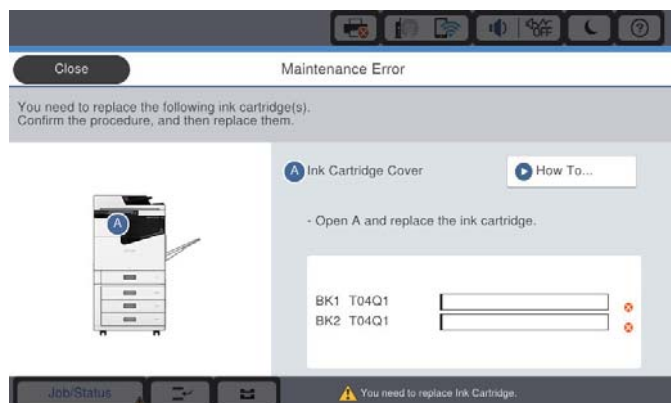 OFF
Close
Maintenance Error
You need to replace the following ink cartridge(s).
Confirm the procedure, and then replace them.
A Ink Cartridge Cover
How To...
A
- Open A and replace the ink cartridge.
BK1 T04Q1
BK2 T04Q1
Job/Status
You need to replace Ink Cartridge.